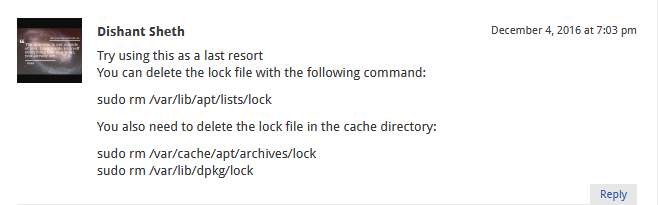 Dishant Sheth
December 4, 2016 at 7:03 pm
Try using this as a last resort
You can delete the lock file with the following command:
sudo rm /var/lib/apt/lists/lock
You also need to delete the lock file in the cache directory:
sudo rm /var/cache/apt/archives/lock
sudo rm /var/lib/dpkg/lock
Reply